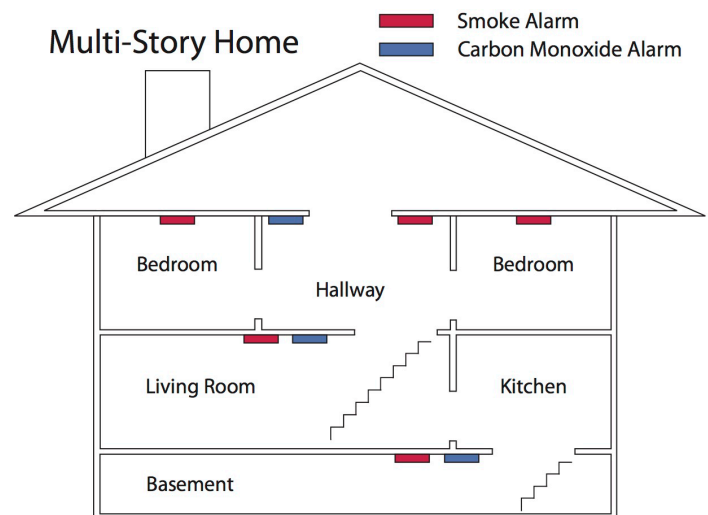 Multi-Story Home
Smoke Alarm
Carbon Monoxide Alarm
Bedroom
Bedroom
Hallway
Living Room
Kitchen
Basement